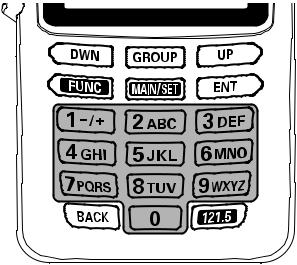 DWN GROUP UP
FUNC MAIN/SET ENT
1-/+ 2 ABC 3 DEF
4 GHI 5 JKL 6 MNO
7 PQRS 8 TUV 9 WXYZ
BACK 0 121.5